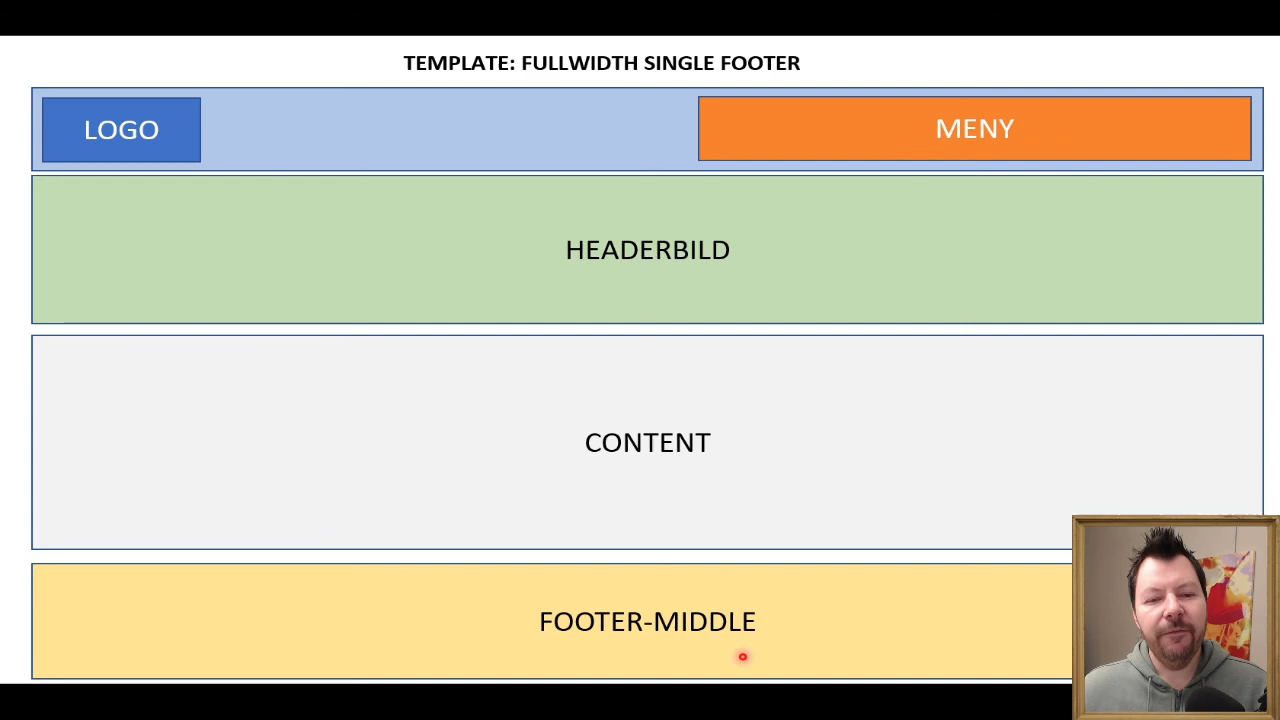 TEMPLATE: FULLWIDTH SINGLE FOOTER
LOGO
MENY
HEADERBILD
CONTENT
FOOTER-MIDDLE